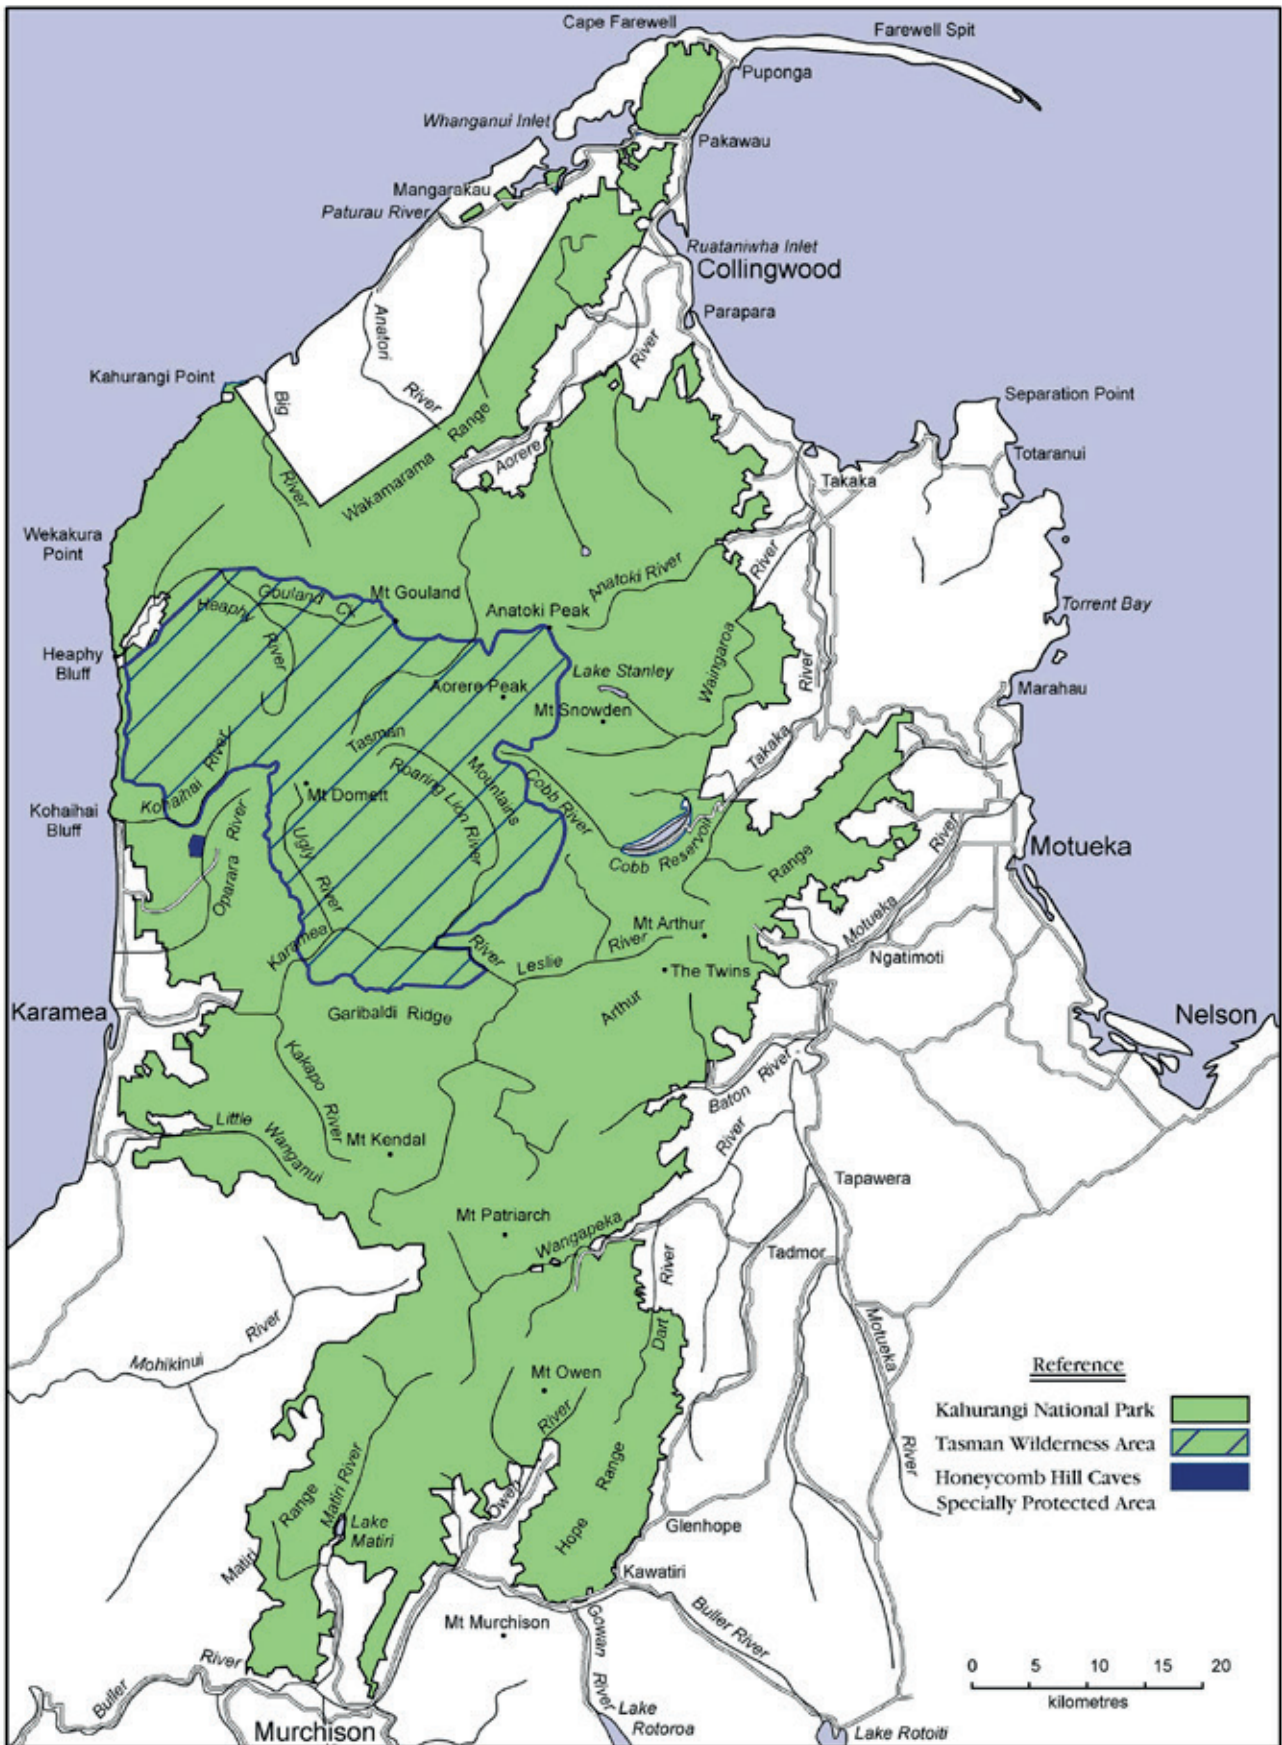 Cape Farewell
Farewell Spit
Puponga
Whanganui Inlet
Pakawau
Mangarakau
Paturau River
Ruataniwha Inlet
Collingwood
Parapara
Anatori
River
River
Kahurangi Point
Big
River
Separation Point
Range
Wakamarama
Aorere
Totaranui
Takaka
Wekakura
Point
River
Anatoki River
Gouland Ck
Mt Gouland
Heaphy
River
Anatoki Peak
Torrent Bay
Heaphy
Bluff
Waingaroa
River
Lake Stanley
Aorere Peak
Marahau
Mt Snowden
Tasman
Mountains
Takaka
Kohaihai
River
Mt Domett
Roaring Lion River
Cobb River
Kohaihai
Bluff
Oparara
River
Ugly
River
Cobb Reservoir
Range
River
Motueka
Motueka
Karamea
River
Mt Arthur
Ngatimoti
Leslie
River
The Twins
Karamea
Garibaldi Ridge
Arthur
Nelson
Kakapo
River
Baton River
Little
Wanganui
Mt Kendal
River
Tapawera
Mt Patriarch
Wangapeka
Tadmor
River
River
Mohikinui
Dart
Motueka
River
Mt Owen
River
Reference
Kahurangi National Park
Tasman Wilderness Area
Honeycomb Hill Caves
Specially Protected Area
Range
Matiri River
Range
Owen
Lake
Matiri
Hope
Glenhope
Matiri
Kawatiri
Mt Murchison
Gowan
River
Buller River
River
Buller
0 5 10 15 20
kilometres
Murchison
Lake
Rotoroa
Lake Rotoiti